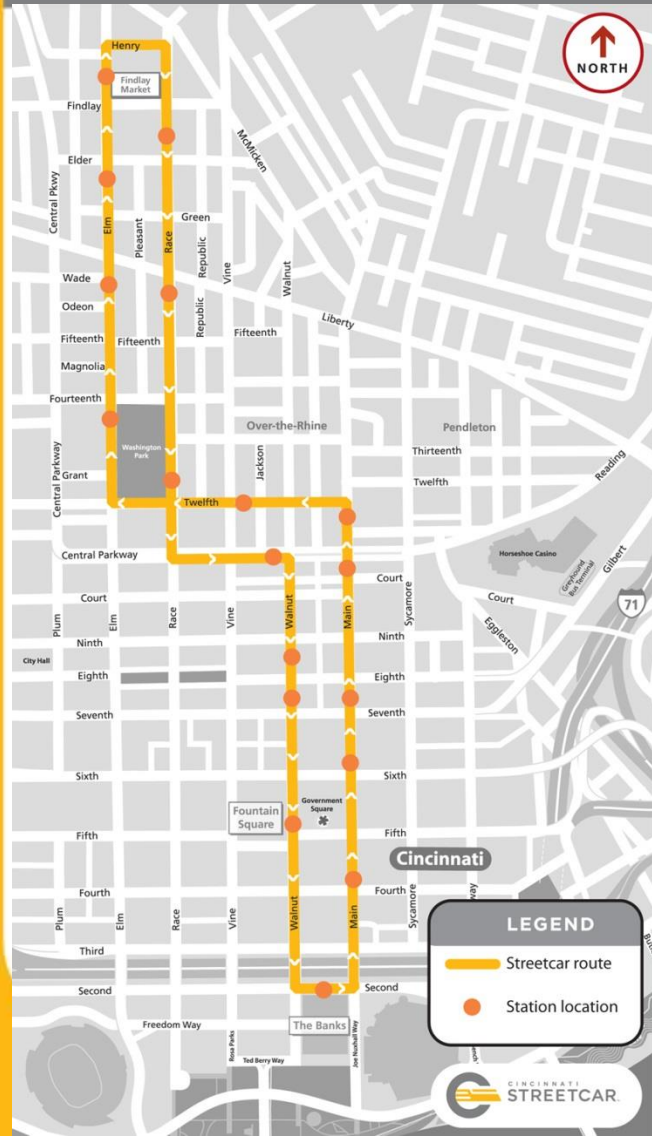 Henry
NORTH
Findlay
Market
Findlay
McMicken
Elder
Central Pkwy
Elm
Pleasant
Race
Green
Republic
Vine
Walnut
Wade
Odeon
Republic
Liberty
Fifteenth
Fifteenth
Fifteenth
Magnolia
Fourteenth
Over-the-Rhine
Pendleton
Washington
Park
Jackson
Thirteenth
Reading
Central Parkway
Grant
Twelfth
Twelfth
Central Parkway
Horseshoe Casino
Greyhound
Bus Terminal
Gilbert
Court
Court
Court
71
Plum
Elm
Race
Vine
Walnut
Main
Sycamore
Eggleston
Ninth
Ninth
City Hall
Eighth
Eighth
Seventh
Seventh
Sixth
Sixth
Fountain
Square
Government
Square
Fifth
Fifth
Cincinnati
Fourth
Fourth
Plum
Elm
Race
Vine
Walnut
Main
Sycamore
way
Third
Second
Second
Freedom Way
The Banks
Rosa Parks
Ted Berry Way
Joe Nuxhall Way
LEGEND
Streetcar route
Station location
CINCINNATI
STREETCAR